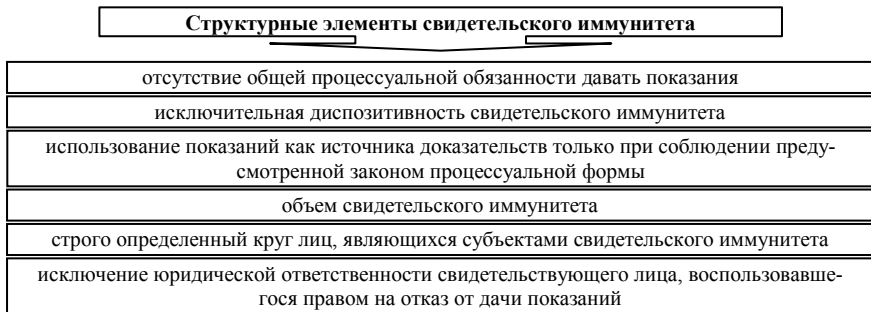 Структурные элементы свидетельского иммунитета
отсутствие общей процессуальной обязанности давать показания
исключительная диспозитивность свидетельского иммунитета
использование показаний как источника доказательств только при соблюдении преду-
смотренной законом процессуальной формы
объем свидетельского иммунитета
строго определенный круг лиц, являющихся субъектами свидетельского иммунитета
исключение юридической ответственности свидетельствующего лица, воспользовавше-
гося правом на отказ от дачи показаний